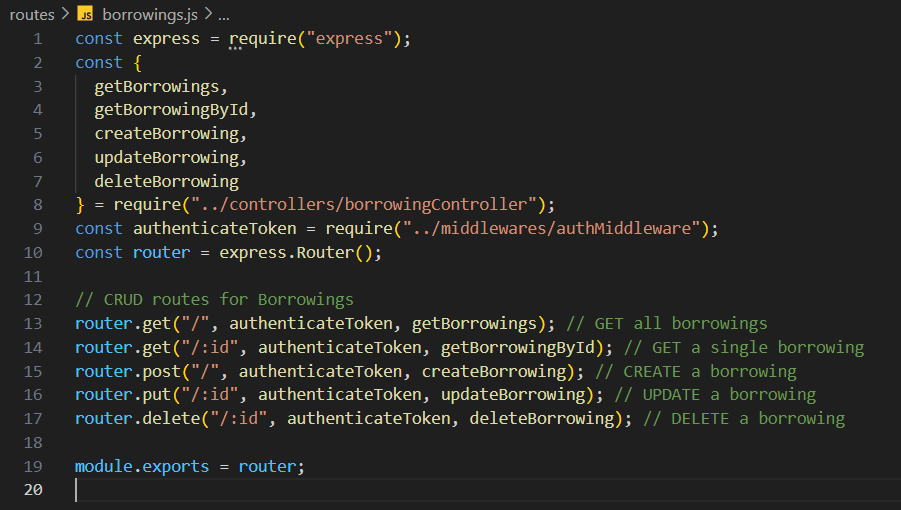 routes > JS borrowings.js > ...
1 const express = require("express");
2 const {
3 getBorrowings,
4 getBorrowingById,
5 createBorrowing,
6 updateBorrowing,
7 deleteBorrowing
8 } = require("../controllers/borrowingController");
9 const authenticateToken = require("../middlewares/authMiddleware");
10 const router = express.Router();
11
12 // CRUD routes for Borrowings
13 router.get("/", authenticateToken, getBorrowings); // GET all borrowings
14 router.get("/:id", authenticateToken, getBorrowingById); // GET a single borrowing
15 router.post("/", authenticateToken, createBorrowing); // CREATE a borrowing
16 router.put("/:id", authenticateToken, updateBorrowing); // UPDATE a borrowing
17 router.delete("/:id", authenticateToken, deleteBorrowing); // DELETE a borrowing
18
19 module.exports = router;
20